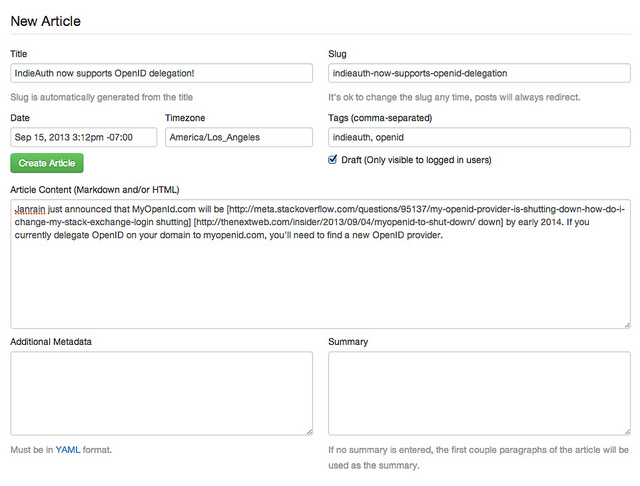 New Article
Title
Slug
IndieAuth now supports OpenID delegation!
indieauth-now-supports-openid-delegation
Slug is automatically generated from the title
It's ok to change the slug any time, posts will always redirect.
Date
Timezone
Tags (comma-separated)
Sep 15, 2013 3:12pm -07:00
America/Los_Angeles
indieauth, openid
Create Article
Draft (Only visible to logged in users)
Article Content (Markdown and/or HTML)
Janrain just announced that MyOpenId.com will be [http://meta.stackoverflow.com/questions/95137/my-openid-provider-is-shutting-down-how-do-i-
change-my-stack-exchange-login shutting] [http://thenextweb.com/insider/2013/09/04/myopenid-to-shut-down/ down] by early 2014. If you
currently delegate OpenID on your domain to myopenid.com, you'll need to find a new OpenID provider.
Additional Metadata
Summary
Must be in YAML format.
If no summary is entered, the first couple paragraphs of the article will be
used as the summary.